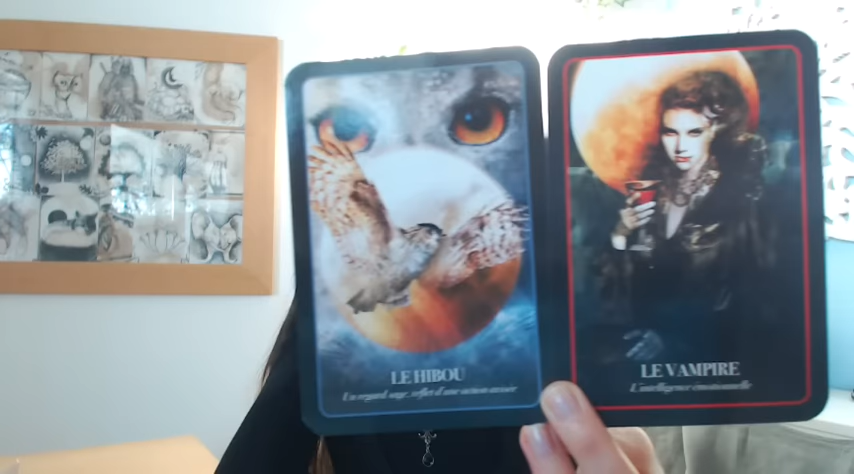 LE HIBOU
Un regard sage, reflet d'une action avisée
LE VAMPIRE
L'intelligence émotionnelle